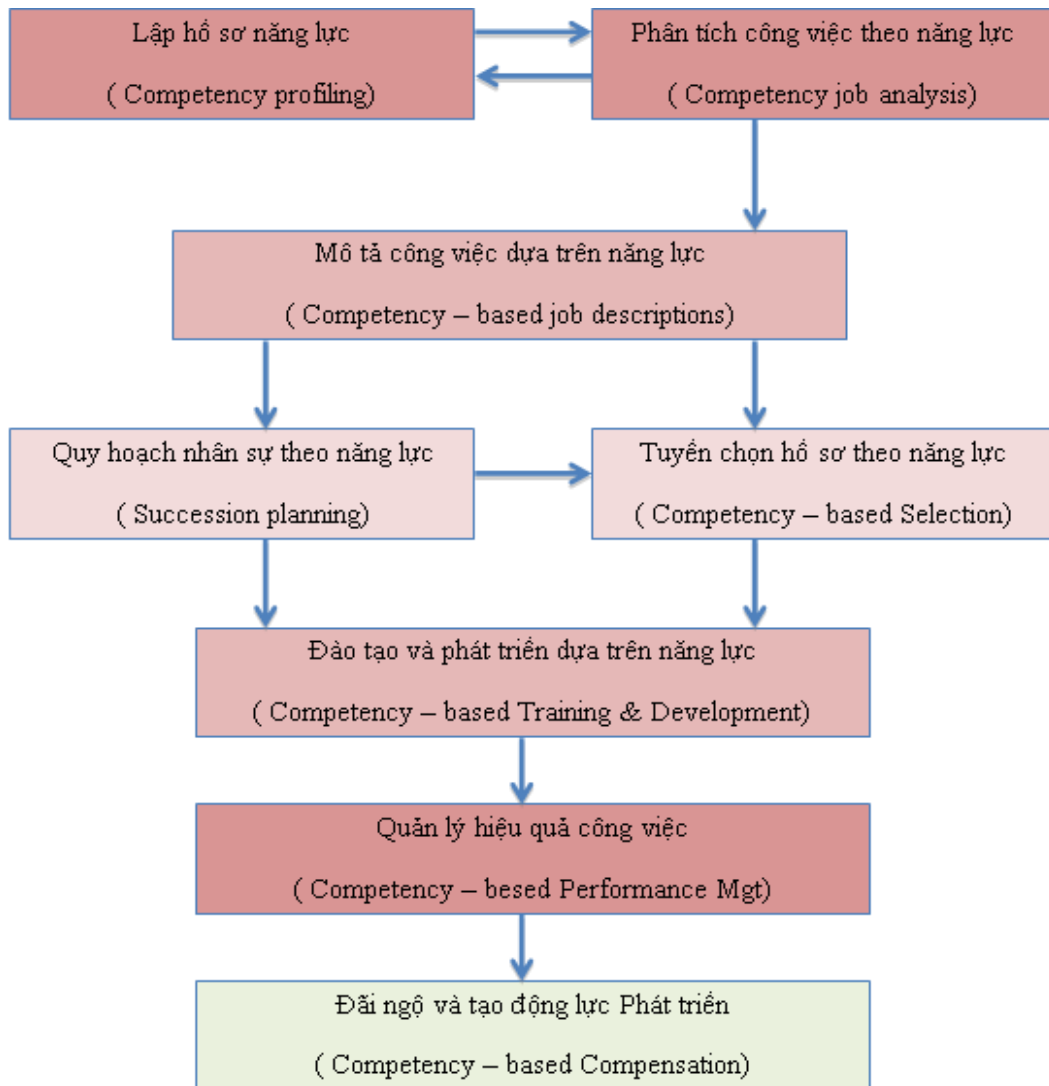 Lập hồ sơ năng lực
( Competency profiling)
Phân tích công việc theo năng lực
( Competency job analysis)
Mô tả công việc dựa trên năng lực
( Competency – based job descriptions)
Quy hoạch nhân sự theo năng lực
( Succession planning)
Tuyển chọn hồ sơ theo năng lực
( Competency – based Selection)
Đào tạo và phát triển dựa trên năng lực
( Competency – based Training & Development)
Quản lý hiệu quả công việc
( Competency – besed Performance Mgt)
Đãi ngộ và tạo động lực Phát triển
( Competency – based Compensation)